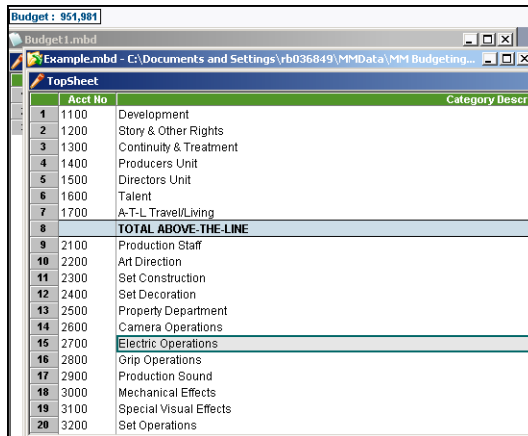 Budget : 951,981
Budget1.mbd
Example.mbd - C:\Documents and Settings\rb036849\MMData\MM Budgeting...
TopSheet
Acct No Category Descr
1 1100 Development
2 1200 Story & Other Rights
3 1300 Continuity & Treatment
4 1400 Producers Unit
5 1500 Directors Unit
6 1600 Talent
7 1700 A-T-L Travel/Living
8 TOTAL ABOVE-THE-LINE
9 2100 Production Staff
10 2200 Art Direction
11 2300 Set Construction
12 2400 Set Decoration
13 2500 Property Department
14 2600 Camera Operations
15 2700 Electric Operations
16 2800 Grip Operations
17 2900 Production Sound
18 3000 Mechanical Effects
19 3100 Special Visual Effects
20 3200 Set Operations